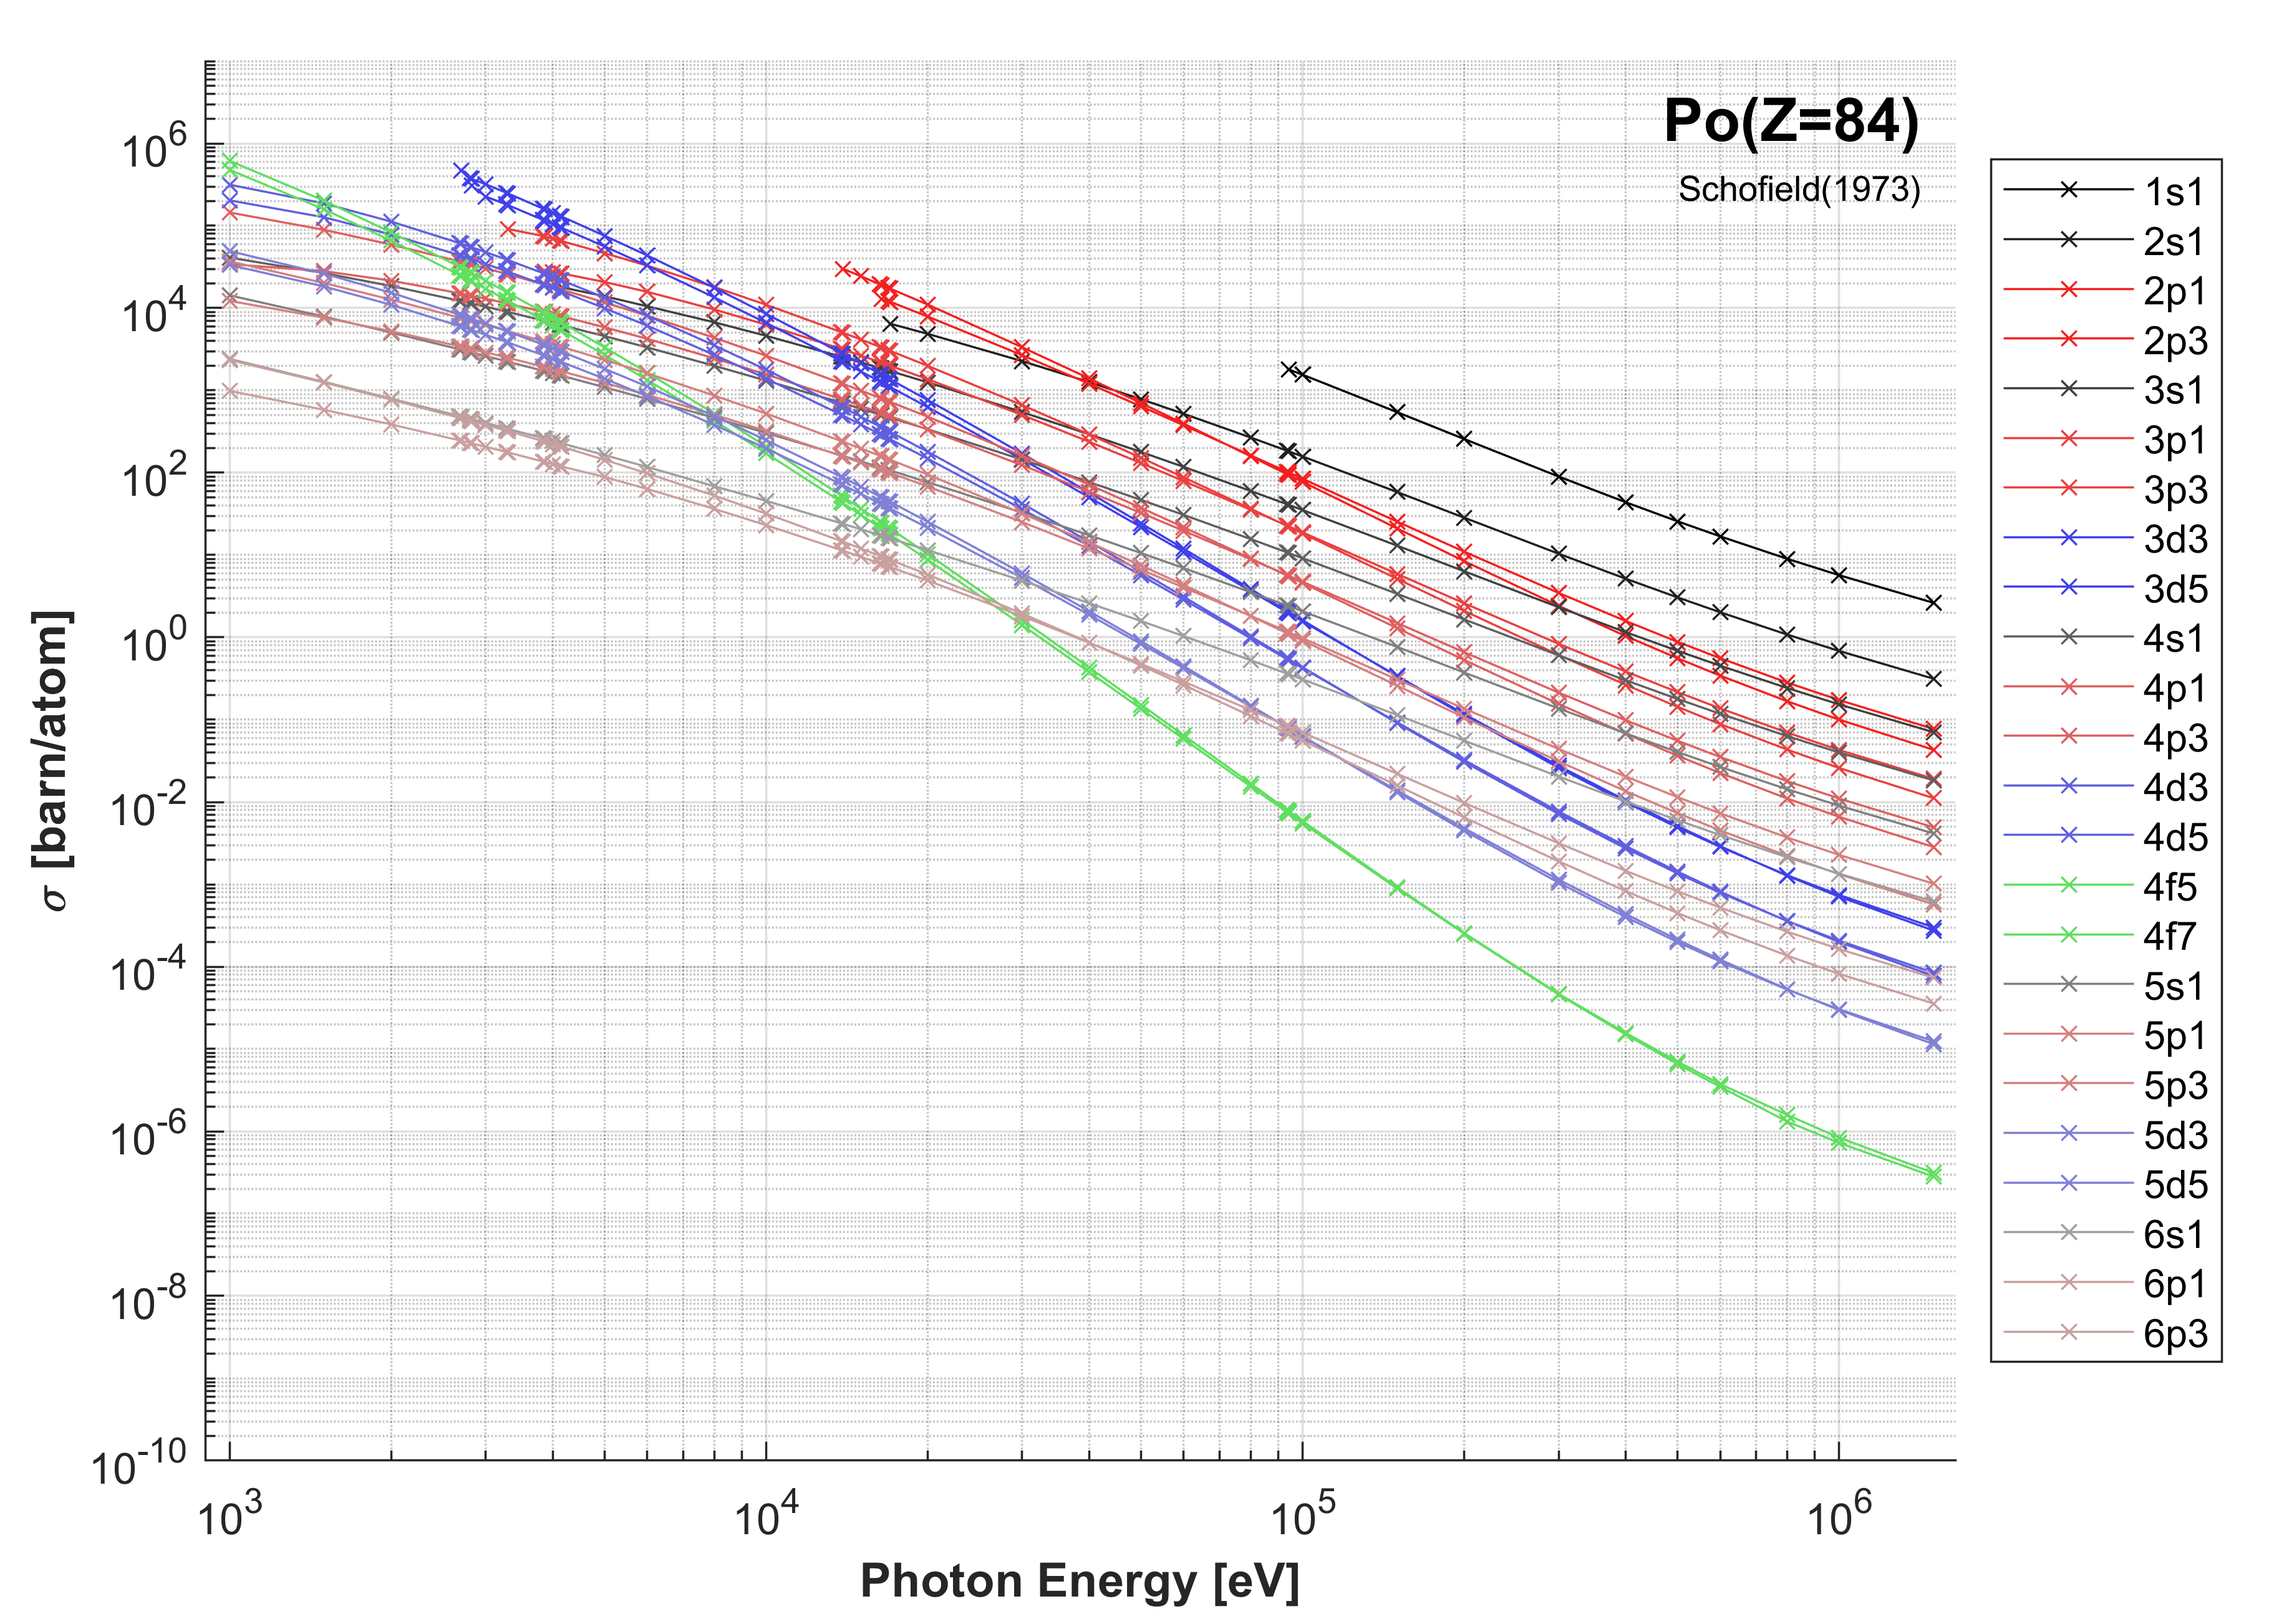 Po(Z=84)
Schofield(1973)
10^6
10^4
10^2
10^0
10^-2
10^-4
10^-6
10^-8
10^-10
σ [barn/atom]
10^3
10^4
10^5
10^6
Photon Energy [eV]
1s1
2s1
2p1
2p3
3s1
3p1
3p3
3d3
3d5
4s1
4p1
4p3
4d3
4d5
4f5
4f7
5s1
5p1
5p3
5d3
5d5
6s1
6p1
6p3